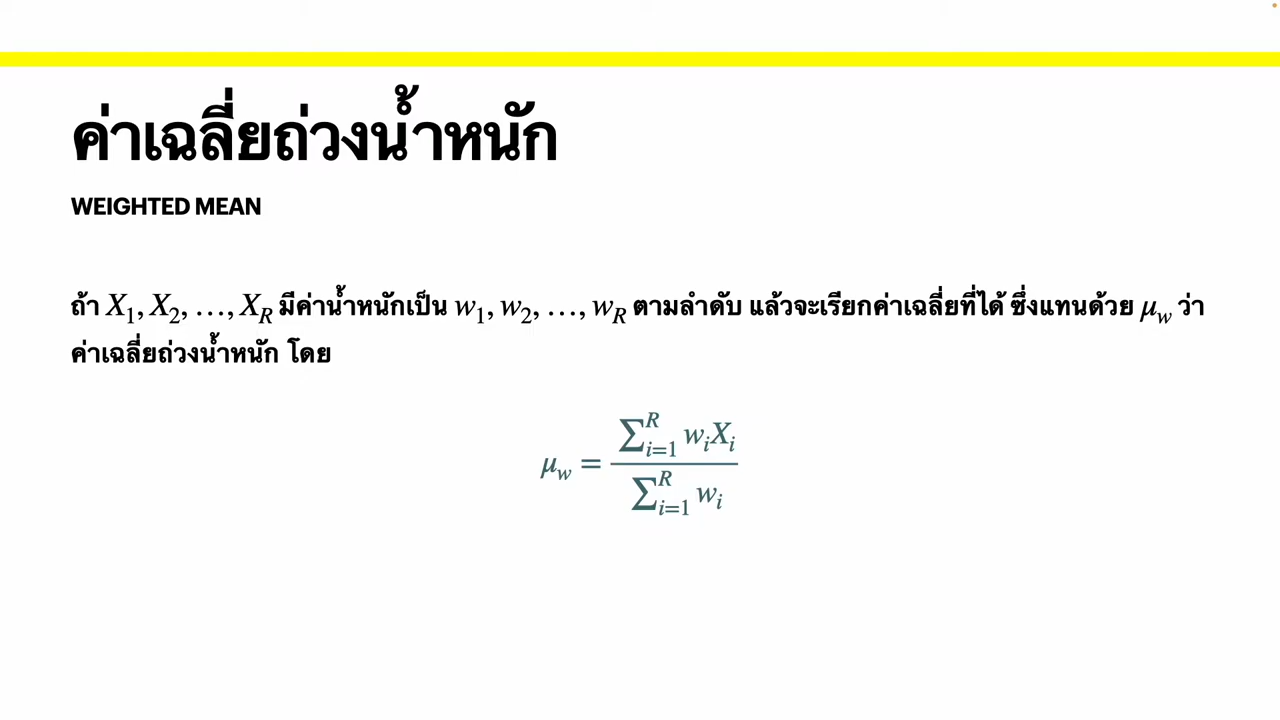 ค่าเฉลี่ยถ่วงน้ำหนัก
WEIGHTED MEAN
ถ้า X₁, X₂, …, X_R มีค่าน้ำหนักเป็น w₁, w₂, …, w_R ตามลำดับ แล้วจะเรียกค่าเฉลี่ยที่ได้ ซึ่งแทนด้วย μ_w ว่า
ค่าเฉลี่ยถ่วงน้ำหนัก โดย
μ_w = \frac{\sum_{i=1}^{R} w_i X_i}{\sum_{i=1}^{R} w_i}